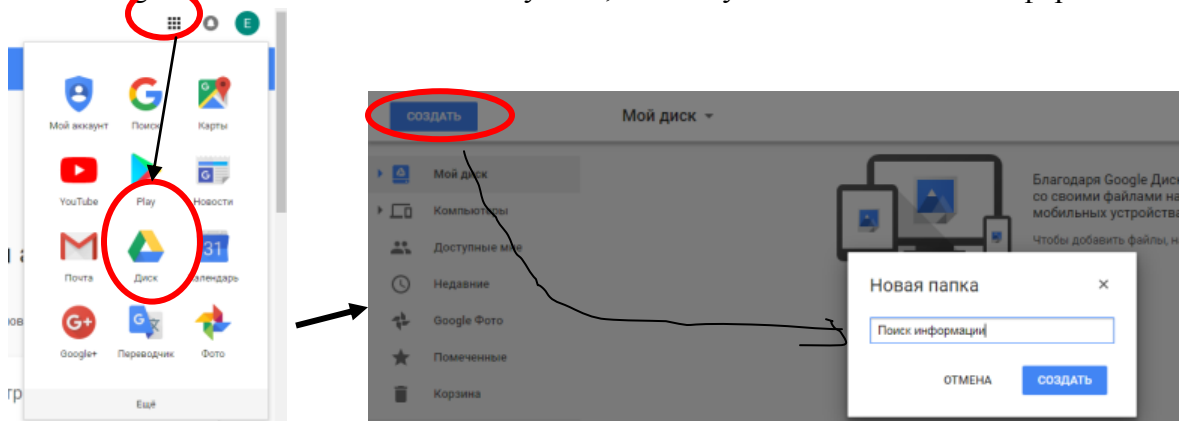 E
Мой аккаунт Поиск Карты
YouTube Play Новости
31
Почта Диск Календарь
G+
Google+ Переводчик Фото
Ещё
СОЗДАТЬ
Мой диск
Мой диск
Компьютеры
Доступные мне
Недавние
Google Фото
Помеченные
Корзина
Благодаря Google Диск
со своими файлами на
мобильных устройства
Чтобы добавить файлы, н
Новая папка
Поиск информации
ОТМЕНА СОЗДАТЬ